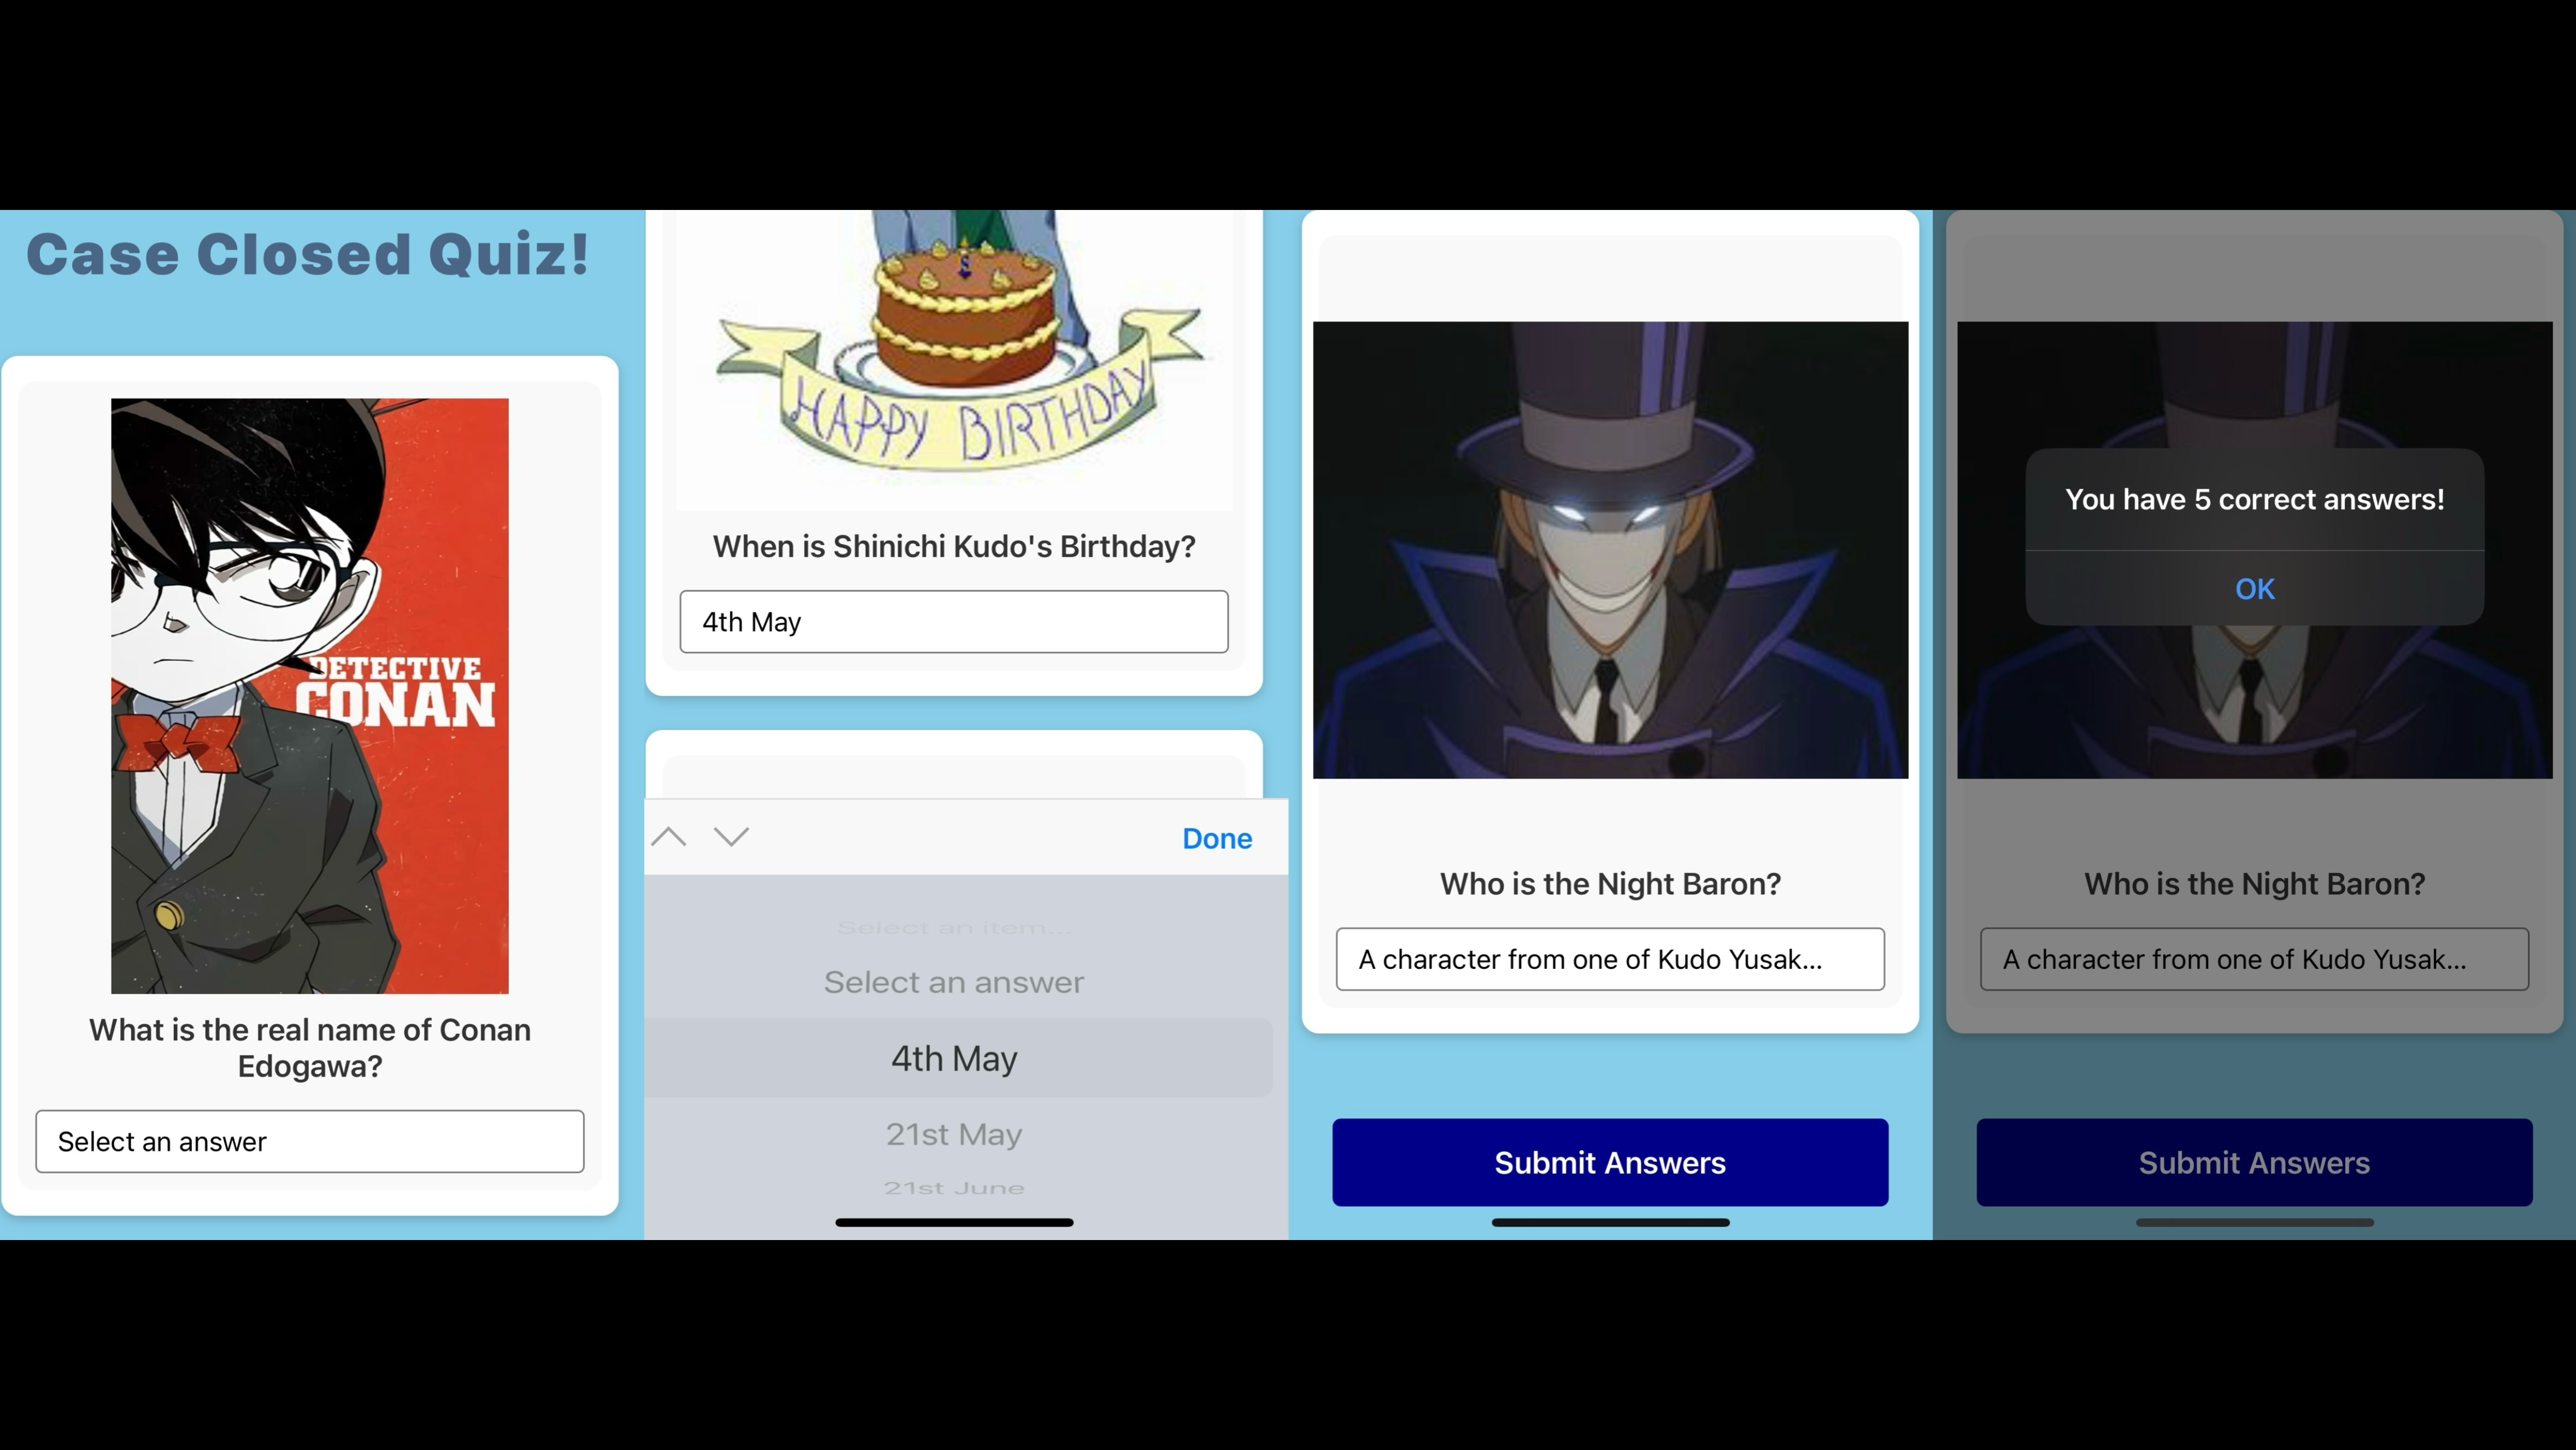 Case Closed Quiz!
DETECTIVE
CONAN
What is the real name of Conan
Edogawa?
Select an answer
HAPPY BIRTHDAY
When is Shinichi Kudo's Birthday?
4th May
Done
Select an item...
Select an answer
4th May
21st May
21st June
Who is the Night Baron?
A character from one of Kudo Yusak...
Submit Answers
You have 5 correct answers!
OK
Who is the Night Baron?
A character from one of Kudo Yusak...
Submit Answers